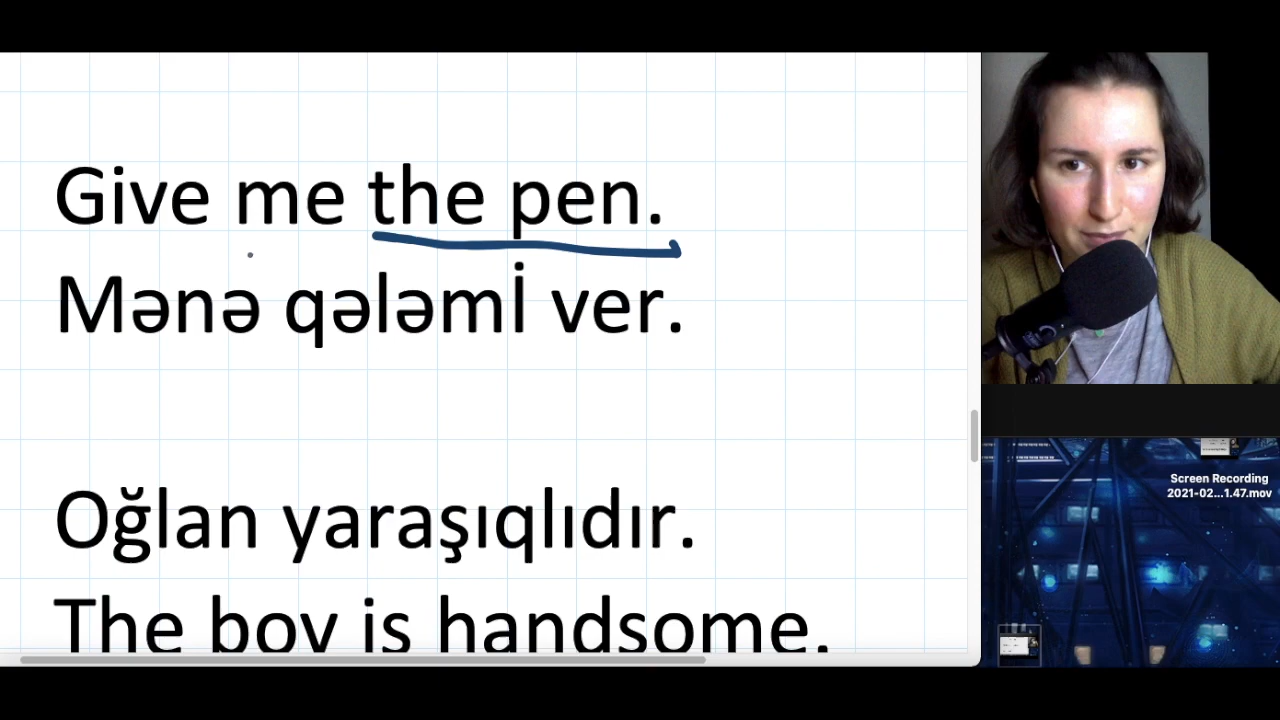 Give me the pen.
Mənə qələmİ ver.
Oğlan yaraşıqlıdır.
The boy is handsome.
Screen Recording
2021-02...1.47.mov